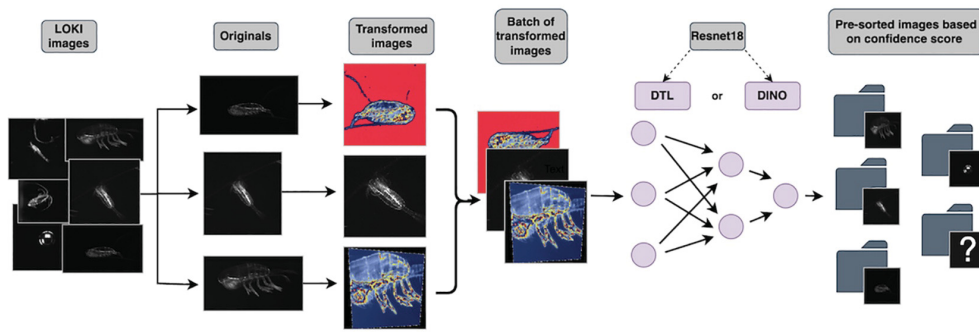 LOKI
images
Originals
Transformed
images
Batch of
transformed
images
Resnet18
Pre-sorted images based
on confidence score
DTL
or
DINO
Text
?